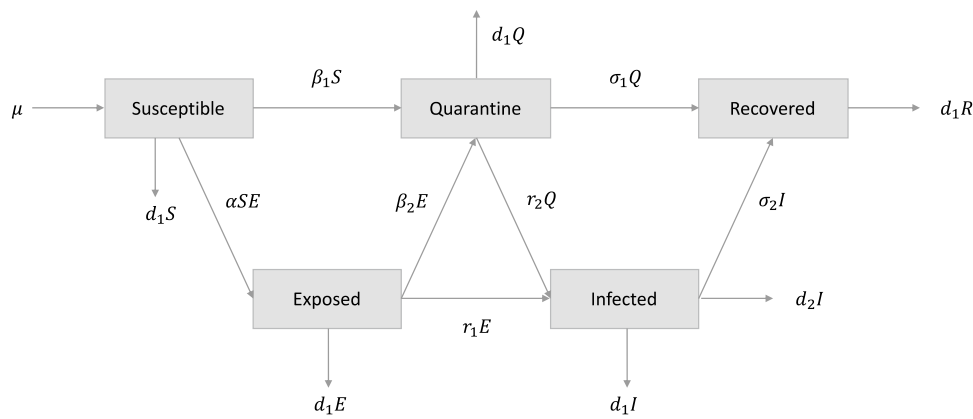 d₁Q
β₁S
σ₁Q
μ
Susceptible
Quarantine
Recovered
d₁R
d₁S
αSE
β₂E
r₂Q
σ₂I
Exposed
Infected
d₂I
r₁E
d₁E
d₁I